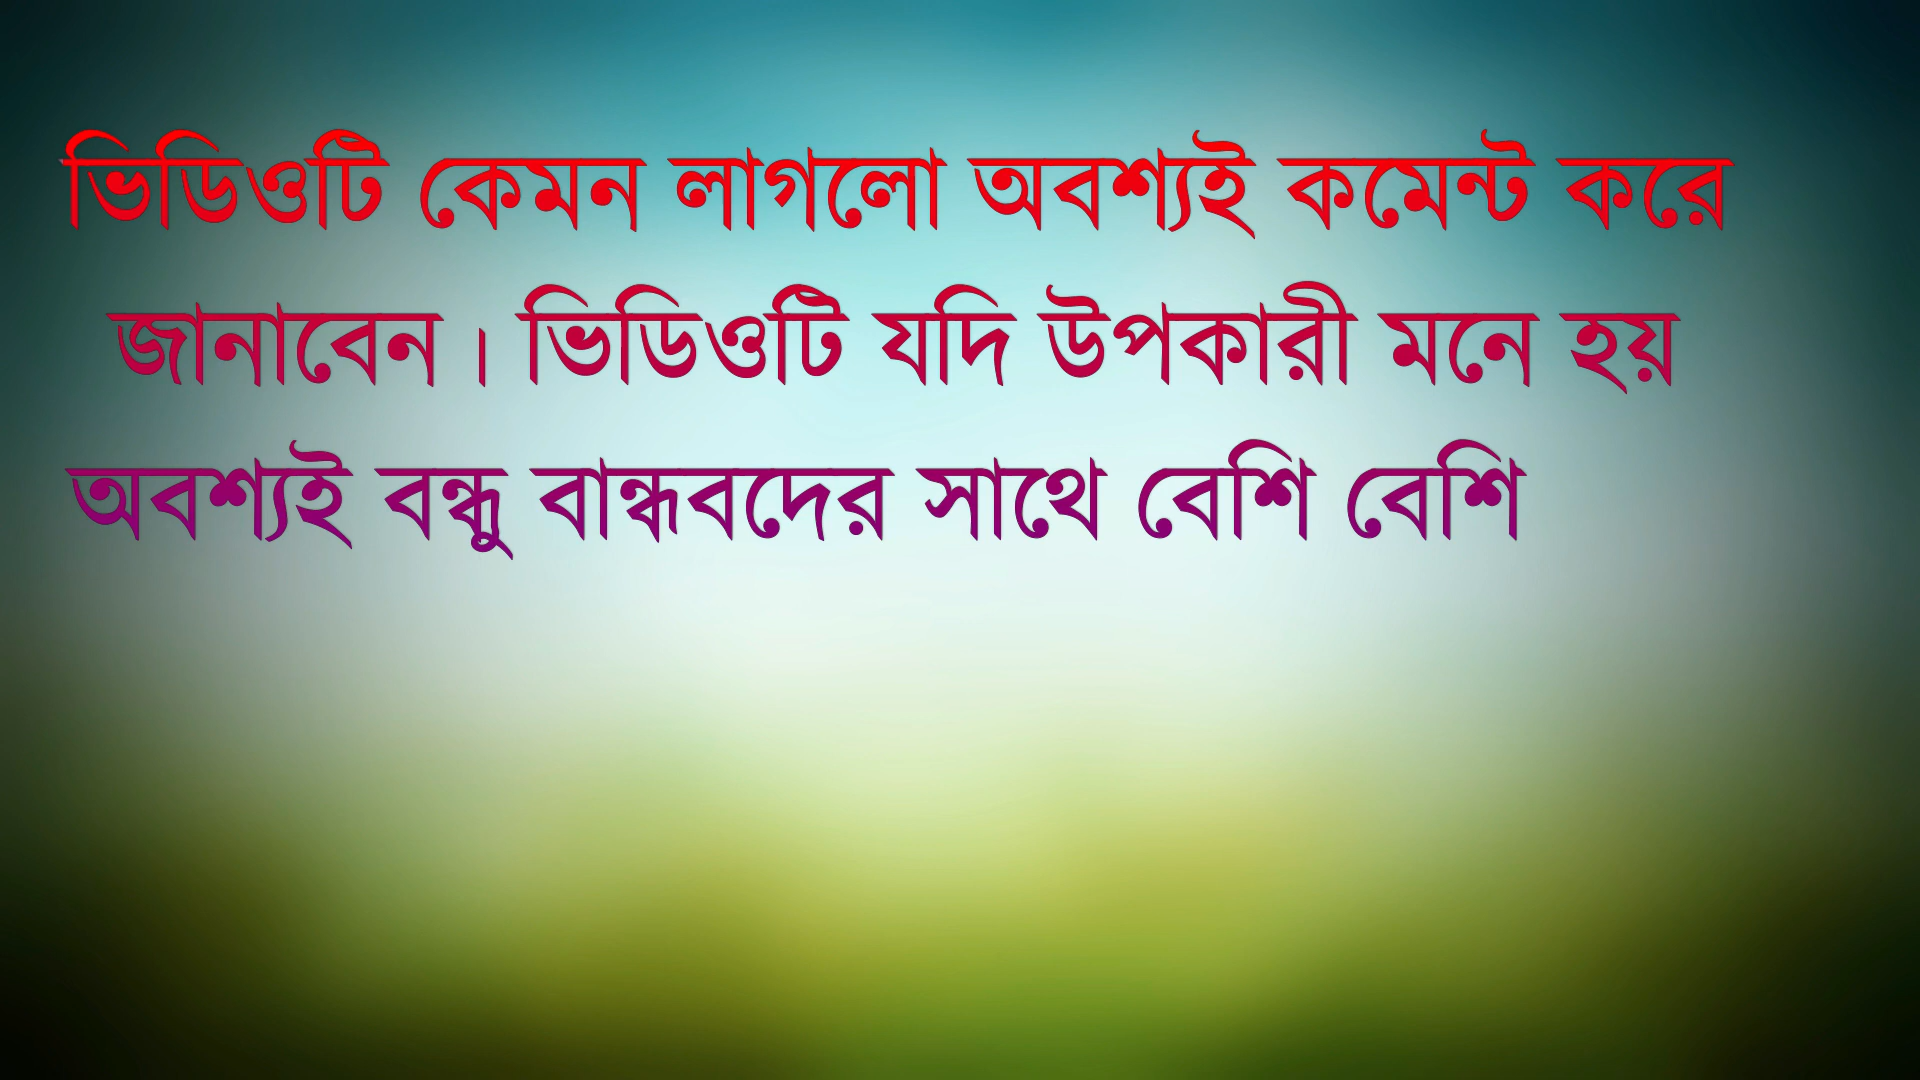 ভিডিওটি কেমন লাগলো অবশ্যই কমেন্ট করে
জানাবেন। ভিডিওটি যদি উপকারী মনে হয়
অবশ্যই বন্ধু বান্ধবদের সাথে বেশি বেশি